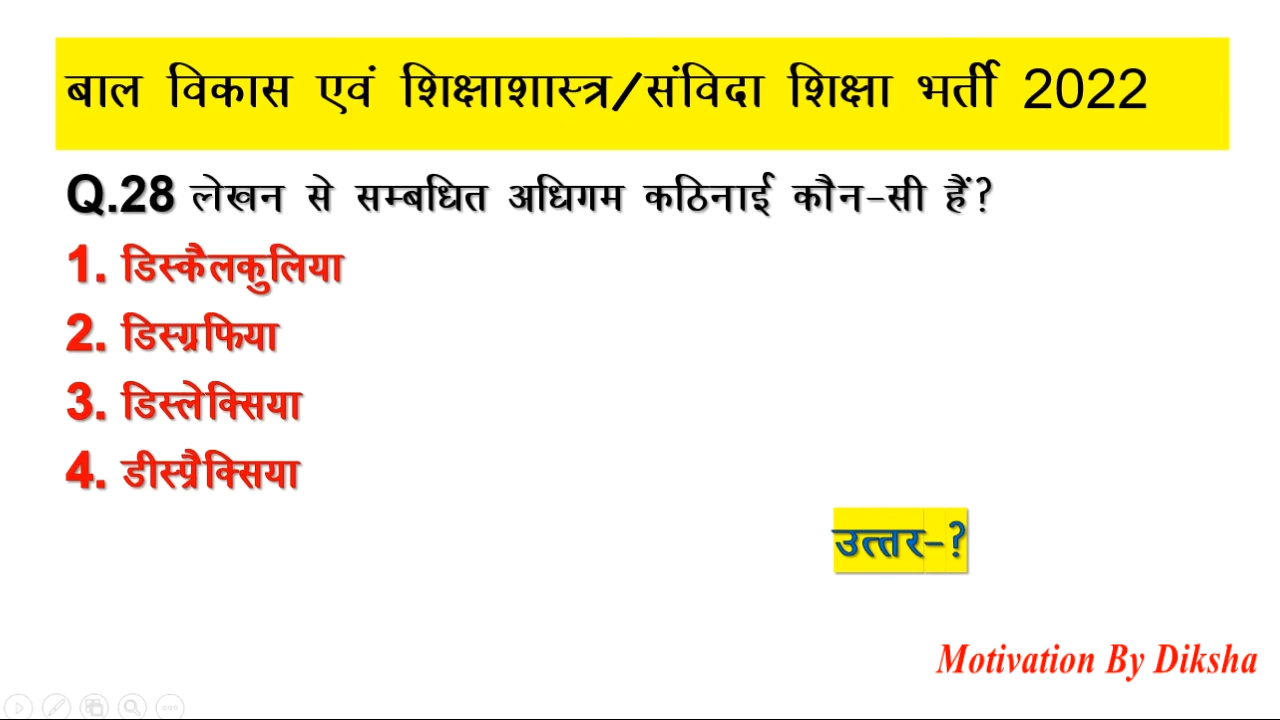 बाल विकास एवं शिक्षाशास्त्र/संविदा शिक्षा भर्ती 2022
Q.28 लेखन से सम्बधित अधिगम कठिनाई कौन-सी हैं?
1. डिस्कैलकुलिया
2. डिस्ग्रफिया
3. डिस्लेक्सिया
4. डीस्प्रैक्सिया
उत्तर-?
Motivation By Diksha